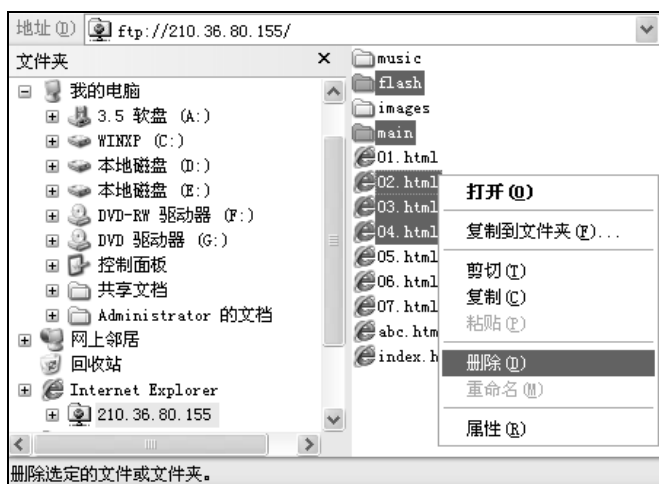 地址(D) ftp://210.36.80.155/
文件夹
我的电脑
3.5 软盘 (A:)
WINXP (C:)
本地磁盘 (D:)
本地磁盘 (E:)
DVD-RW 驱动器 (F:)
DVD 驱动器 (G:)
控制面板
共享文档
Administrator 的文档
网上邻居
回收站
Internet Explorer
210.36.80.155
music
flash
images
main
01.html
02.html
03.html
04.html
05.html
06.html
07.html
abc.htm
index.h
打开(O)
复制到文件夹(F)...
剪切(T)
复制(C)
粘贴(P)
删除(D)
重命名(M)
属性(R)
删除选定的文件或文件夹。